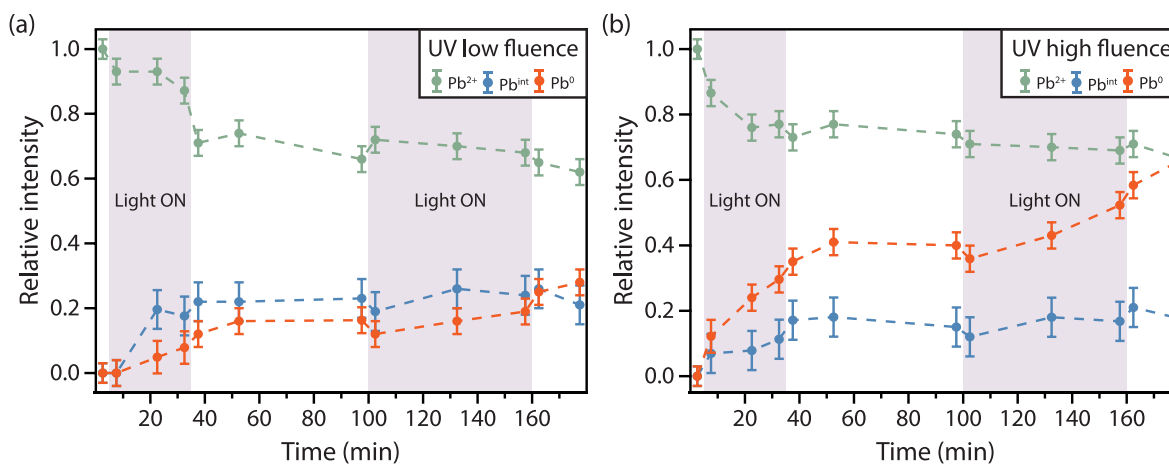 (a)
UV low fluence
Pb²⁺ Pbⁱⁿᵗ Pb⁰
Light ON
Light ON
Relative intensity
1.0
0.8
0.6
0.4
0.2
0.0
20 40 60 80 100 120 140 160
Time (min)
(b)
UV high fluence
Pb²⁺ Pbⁱⁿᵗ Pb⁰
Light ON
Light ON
Relative intensity
1.0
0.8
0.6
0.4
0.2
0.0
20 40 60 80 100 120 140 160
Time (min)